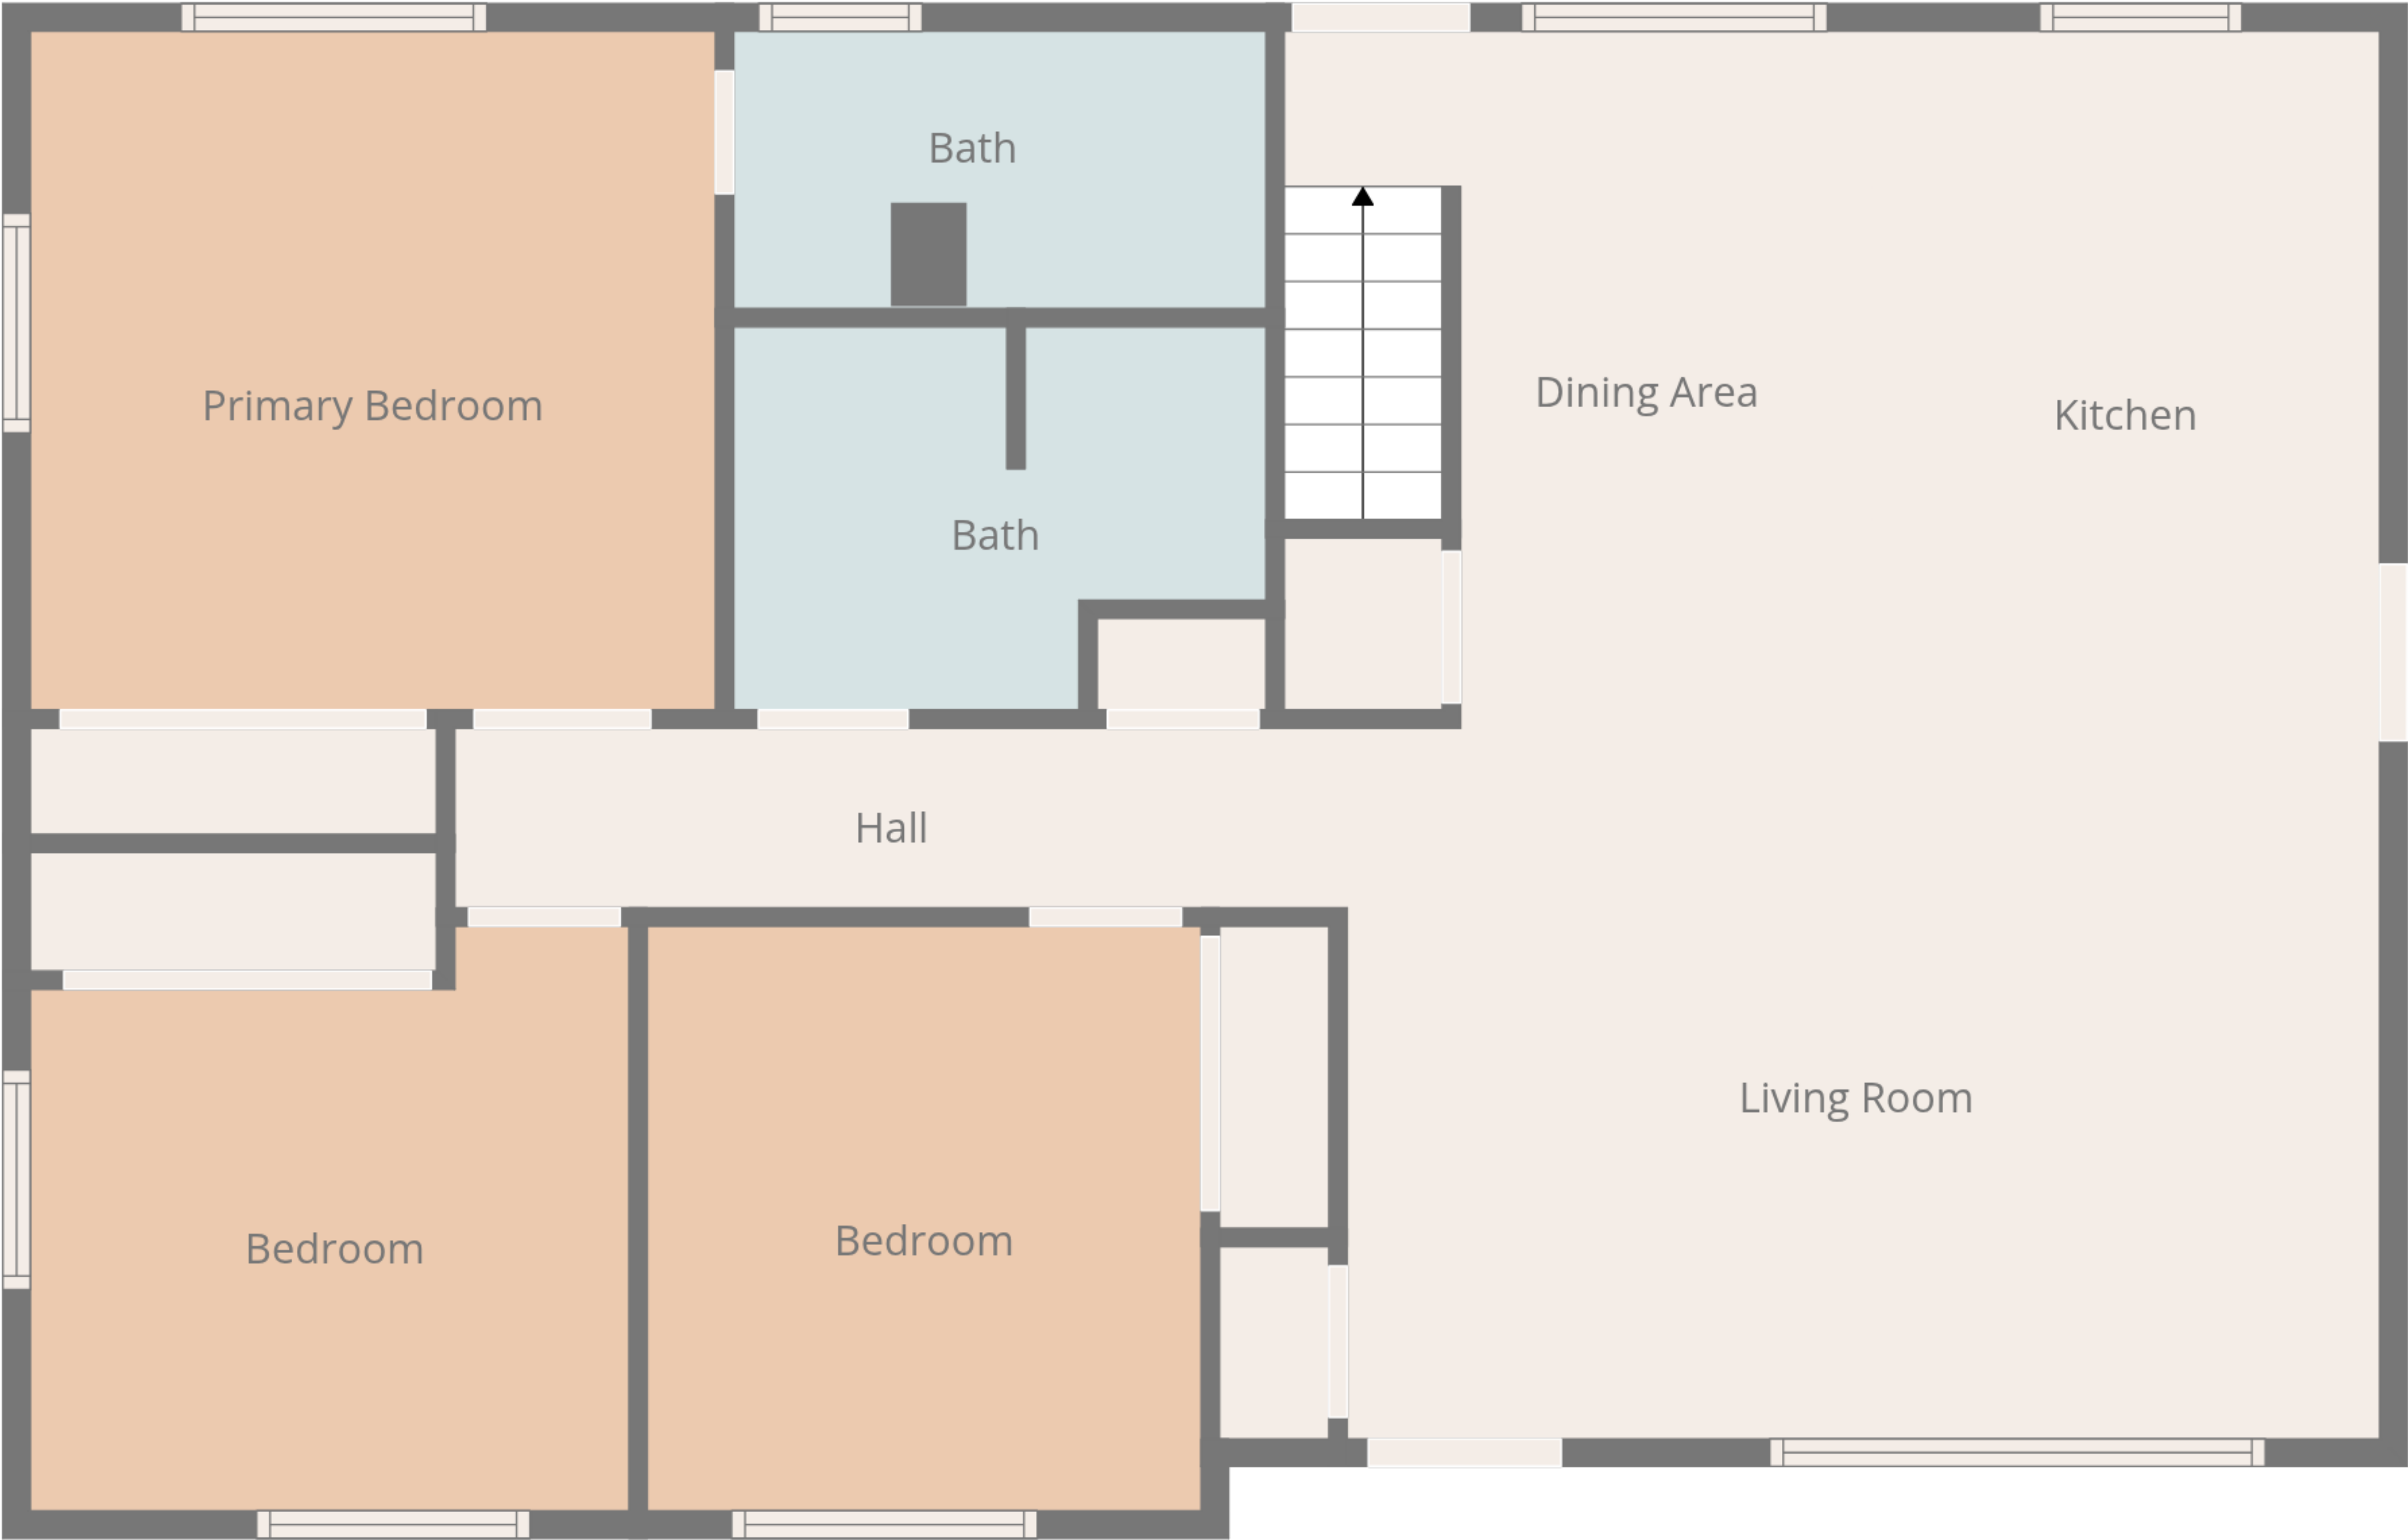 Bath
Primary Bedroom
Dining Area
Kitchen
Bath
Hall
Living Room
Bedroom
Bedroom